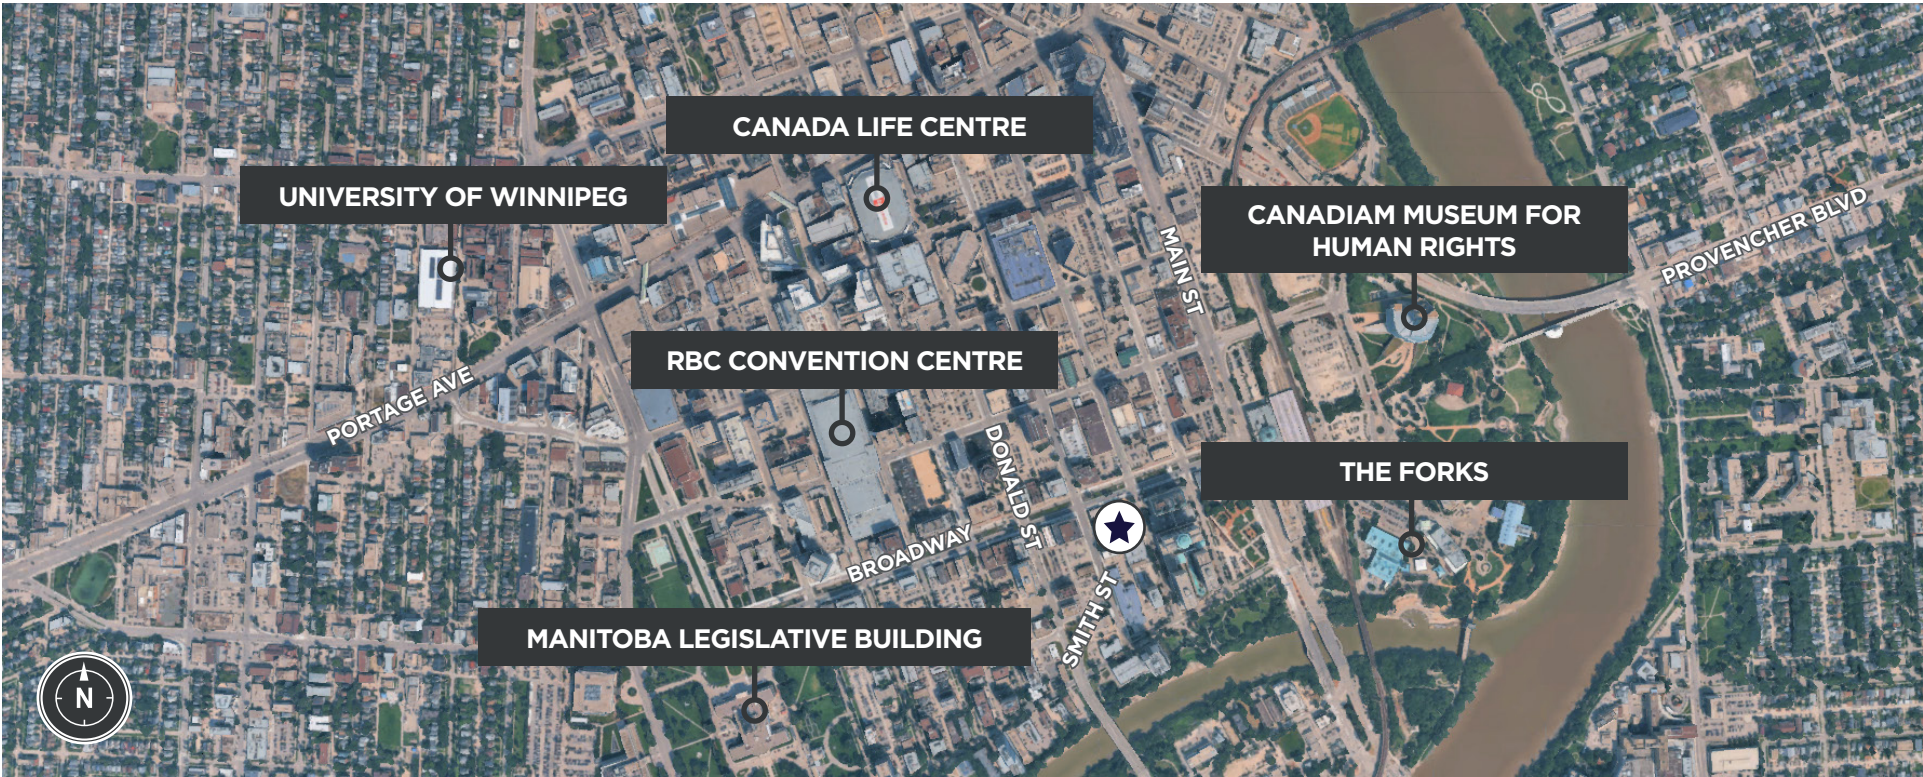 CANADA LIFE CENTRE
UNIVERSITY OF WINNIPEG
CANADIAM MUSEUM FOR
HUMAN RIGHTS
PROVENCHER BLVD
MAIN ST
RBC CONVENTION CENTRE
PORTAGE AVE
DONALD ST
THE FORKS
BROADWAY
SMITH ST
MANITOBA LEGISLATIVE BUILDING
N